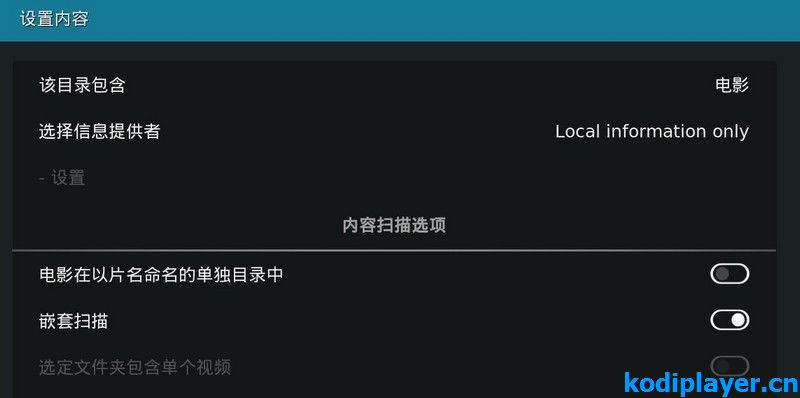 设置内容
该目录包含 电影
选择信息提供者 Local information only
- 设置
内容扫描选项
电影在以片名命名的单独目录中
嵌套扫描
选定文件夹包含单个视频
kodiplayer.cn